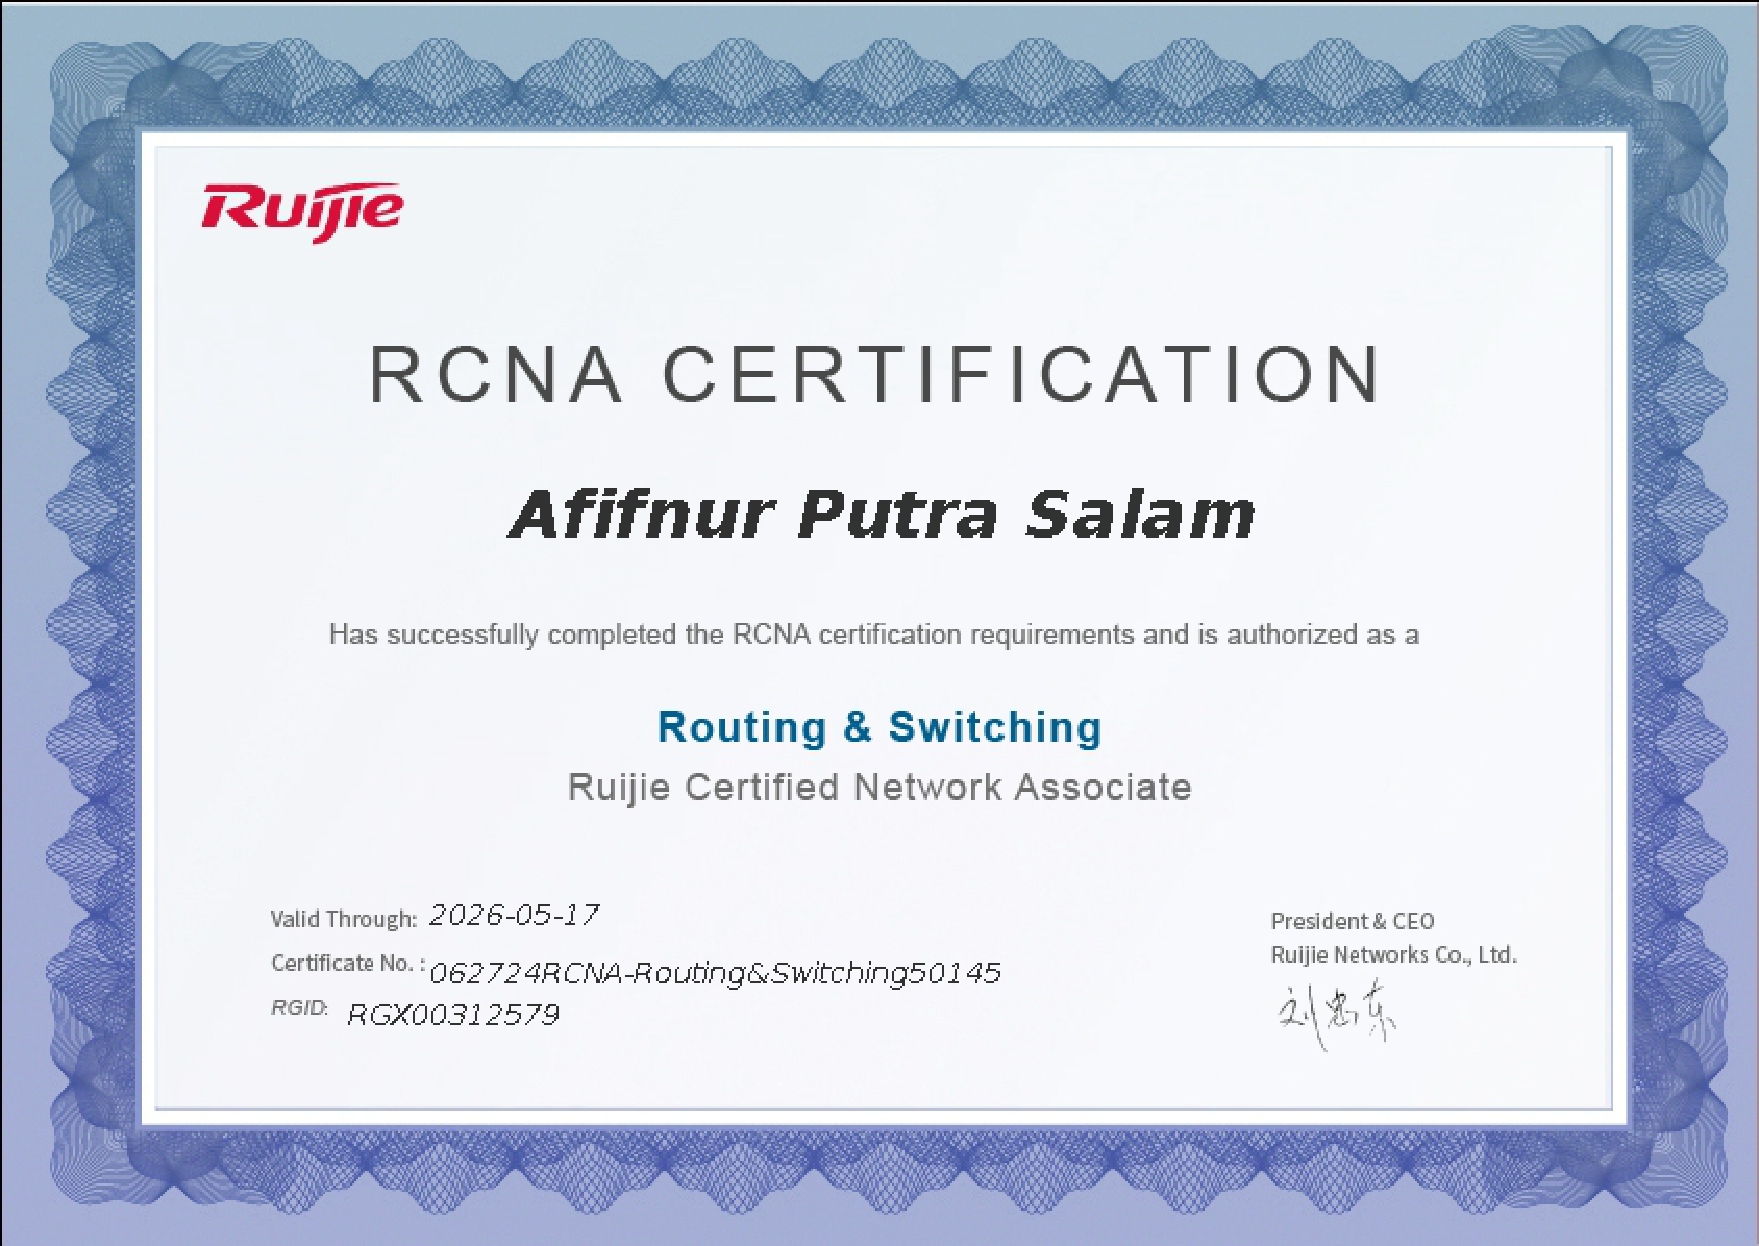 Ruijie
RCNA CERTIFICATION
Afifnur Putra Salam
Has successfully completed the RCNA certification requirements and is authorized as a
Routing & Switching
Ruijie Certified Network Associate
Valid Through: 2026-05-17
Certificate No. : 062724RCNA-Routing&Switching50145
RGID: RGX00312579
President & CEO
Ruijie Networks Co., Ltd.
刘忠东